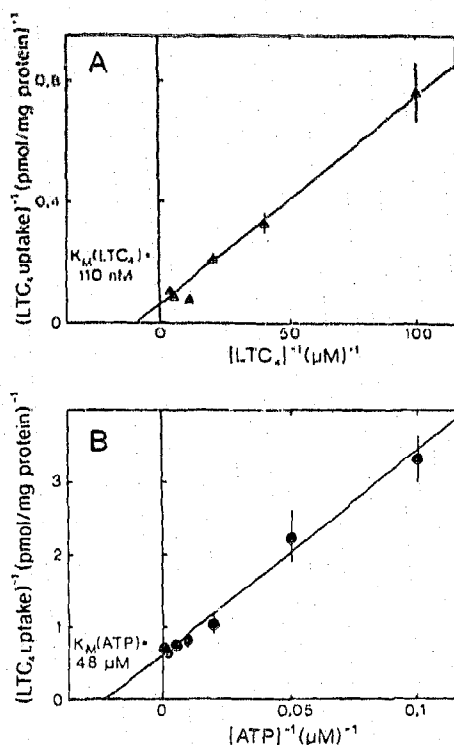 A
(LTC₄ uptake)⁻¹ (pmol/mg protein)⁻¹
0,8
0,4
0
K_M(LTC₄) =
110 nM
0
50
100
[LTC₄]⁻¹ (μM)⁻¹
B
(LTC₄ uptake)⁻¹ (pmol/mg protein)⁻¹
3
2
1
0
K_M(ATP) =
48 μM
0
0,05
0,1
[ATP]⁻¹ (μM)⁻¹